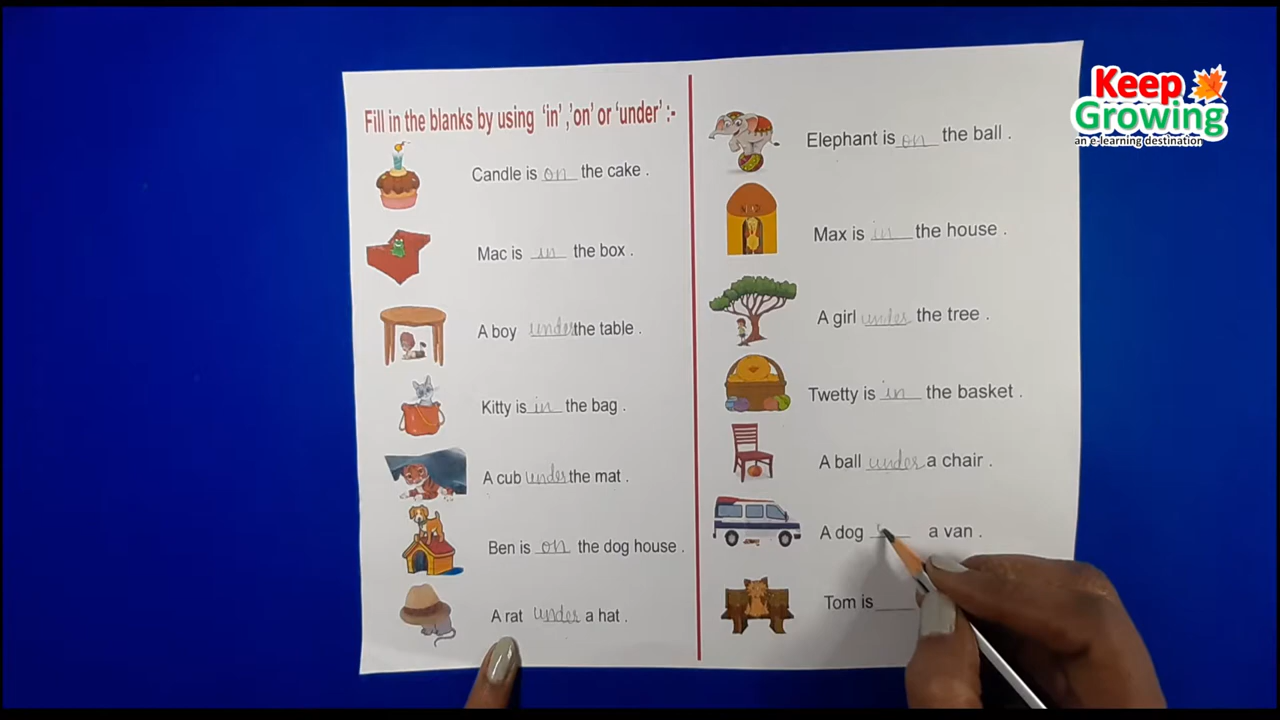 Keep
Growing
an e-learning destination
Fill in the blanks by using 'in' ,'on' or 'under' :-
Candle is on the cake .
Mac is in the box .
A boy under the table .
Kitty is in the bag .
A cub under the mat .
Ben is on the dog house .
A rat under a hat .
Elephant is on the ball .
Max is in the house .
A girl under the tree .
Twetty is in the basket .
A ball under a chair .
A dog ____ a van .
Tom is____